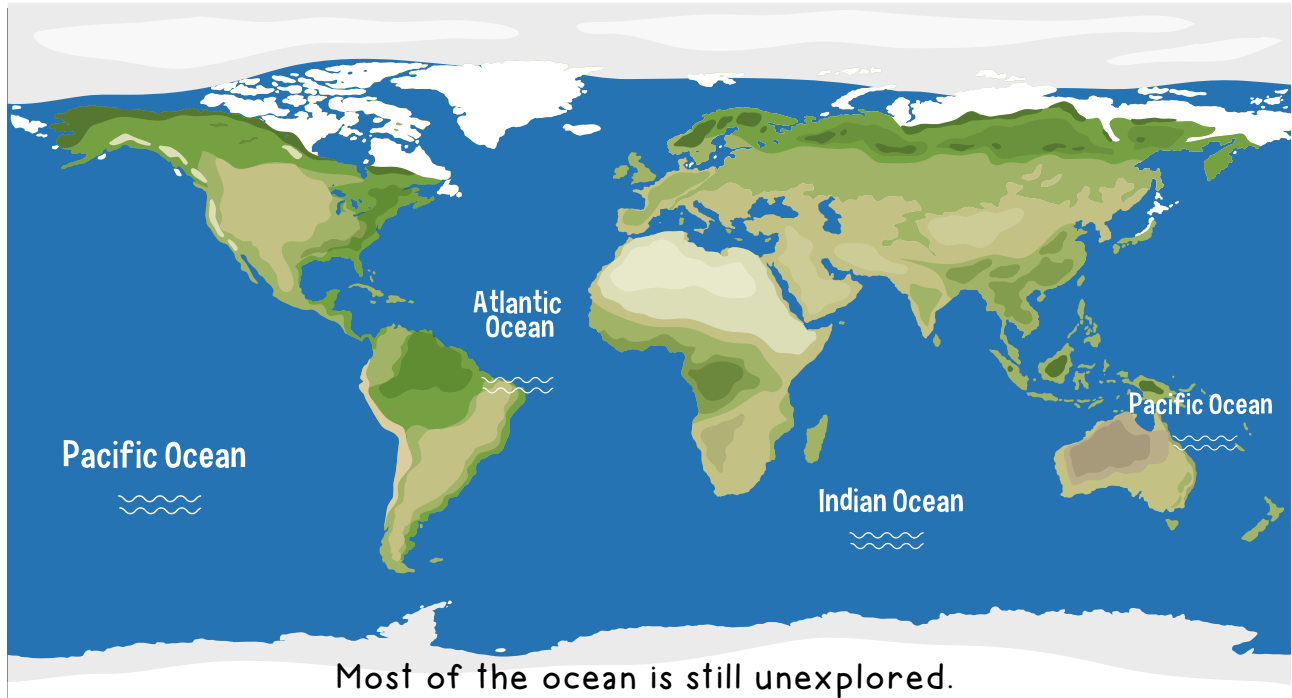 Atlantic
Ocean
Pacific Ocean
Pacific Ocean
Indian Ocean
Most of the ocean is still unexplored.